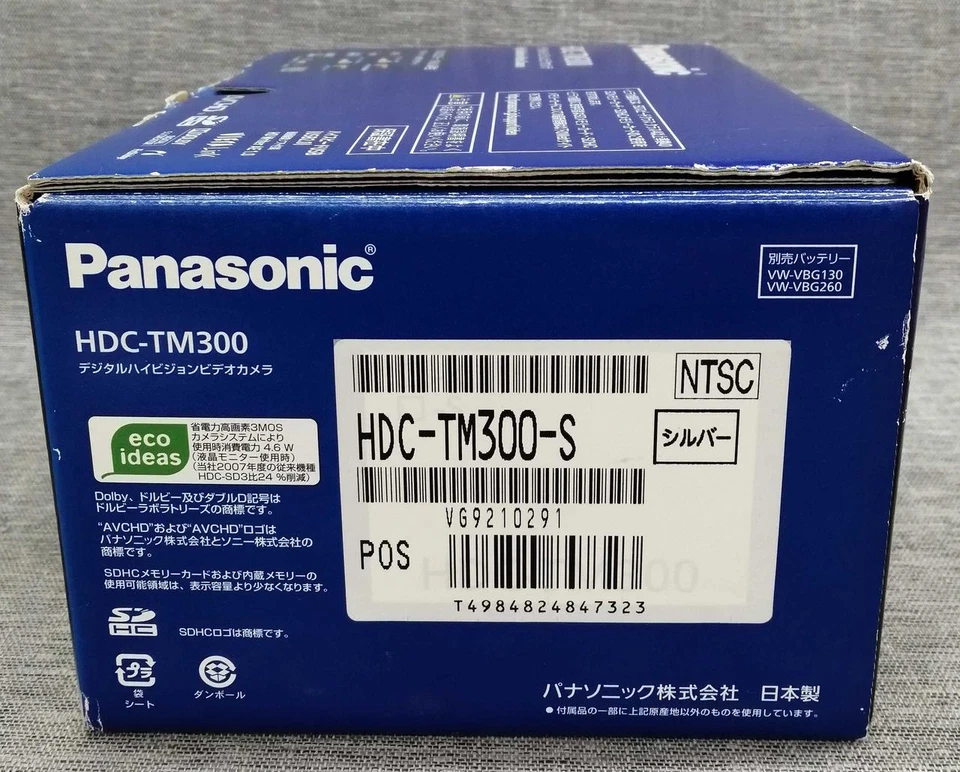 Panasonic
Panasonic®
HDC-TM300
デジタルハイビジョンビデオカメラ
別売バッテリー
VW-VBG130
VW-VBG260
eco
ideas
省電力高画素3MOS
カメラシステムにより
使用時消費電力 4.6 W
(液晶モニター使用時)
(当社2007年度の従来機種
HDC-SD3比24 %削減)
Dolby、ドルビー及びダブルD記号は
ドルビーラボラトリーズの商標です。
"AVCHD"および"AVCHD"ロゴは
パナソニック株式会社とソニー株式会社の
商標です。
SDHCメモリーカードおよび内蔵メモリーの
使用可能領域は、表示容量より少なくなります。
SD
HC
SDHCロゴは商標です。
プラ
袋
シート
ダンボール
NTSC
HDC-TM300-S
シルバー
VG9210291
POS
T4984824847323
パナソニック株式会社 日本製
●付属品の一部に上記原産地以外のものを使用しています。